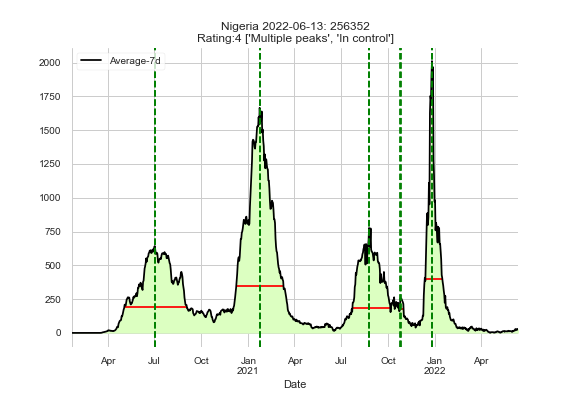 Nigeria 2022-06-13: 256352
Rating:4 ['Multiple peaks', 'In control']
Average-7d
2000
1750
1500
1250
1000
750
500
250
0
Apr Jul Oct Jan Apr Jul Oct Jan Apr
2021 2022
Date